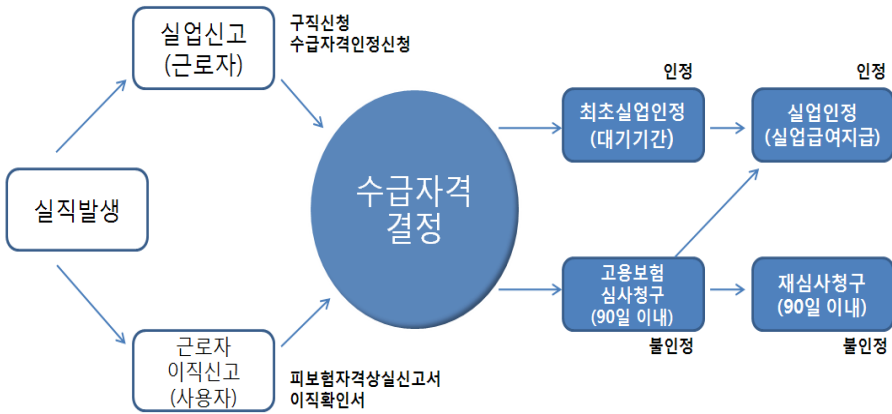 실업신고
(근로자)
구직신청
수급자격인정신청
실직발생
근로자
이직신고
(사용자)
피보험자격상실신고서
이직확인서
수급자격
결정
인정
최초실업인정
(대기기간)
인정
실업인정
(실업급여지급)
고용보험
심사청구
(90일 이내)
불인정
재심사청구
(90일 이내)
불인정